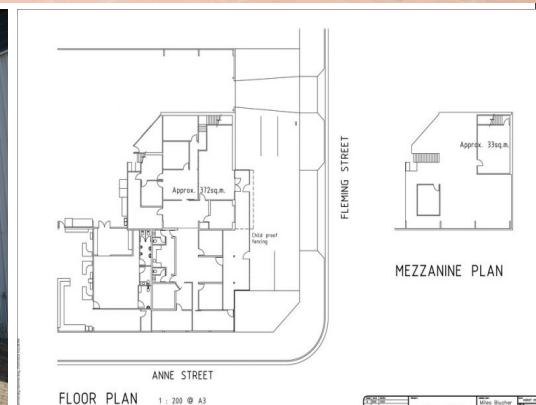 Approx. 372sq.m.
Child proof
fencing
FLEMING STREET
Approx. 33sq.m.
MEZZANINE PLAN
ANNE STREET
FLOOR PLAN 1 : 200 @ A3
Miles Blucher